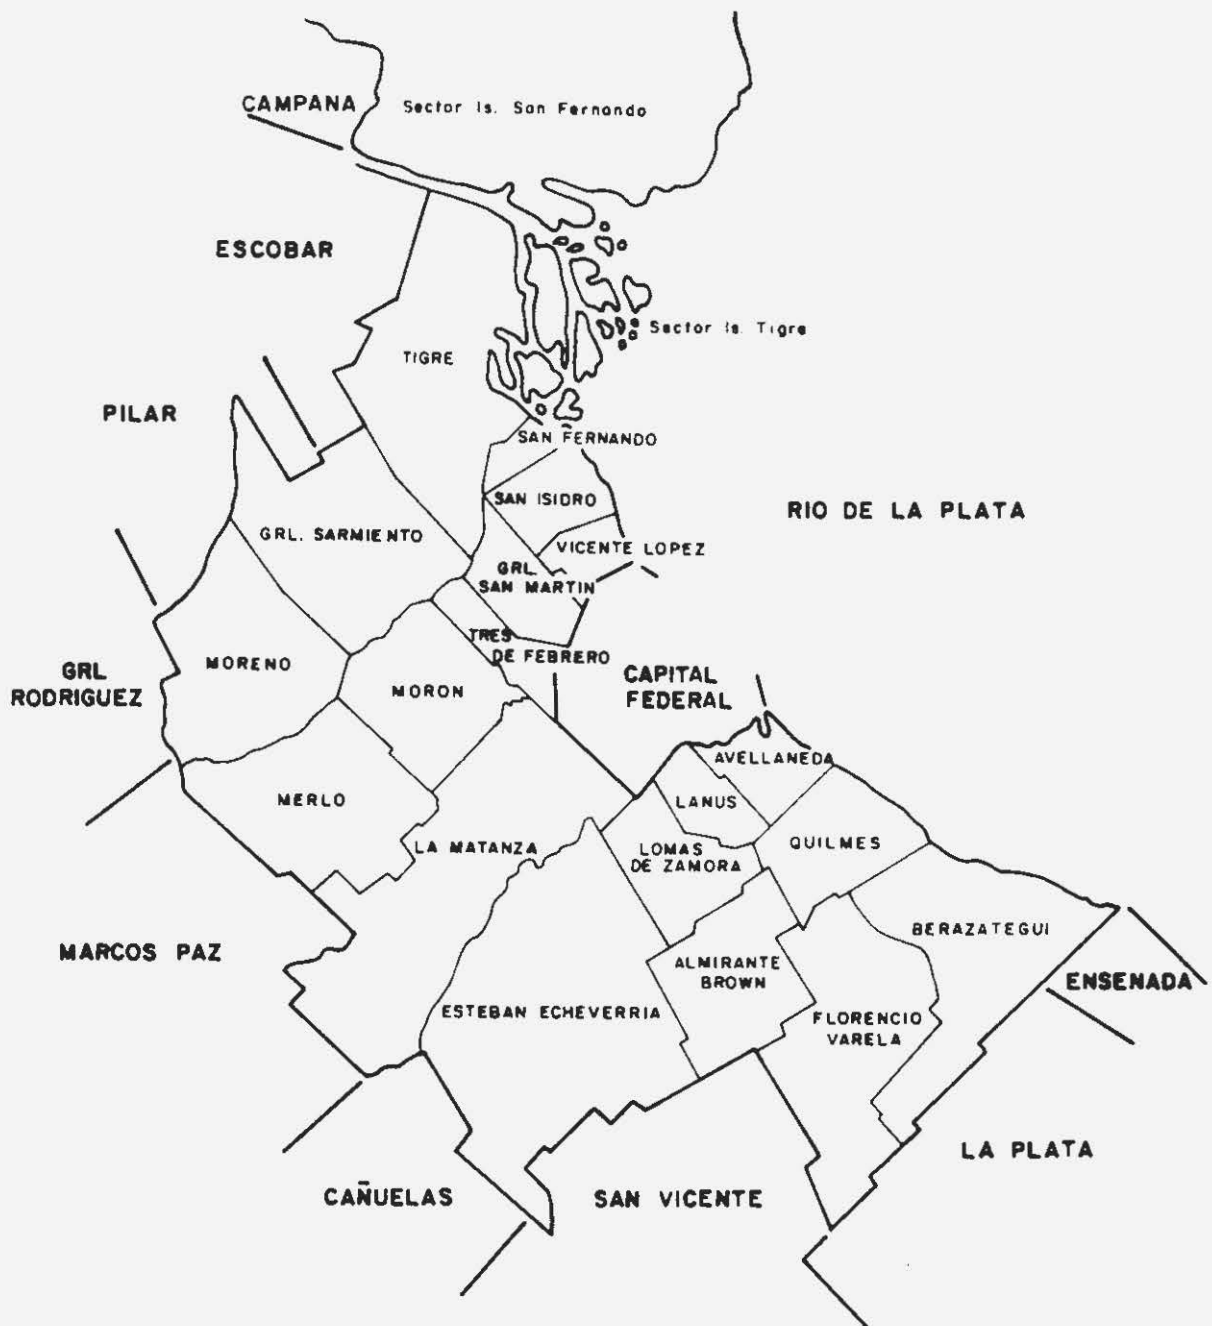 CAMPANA
Sector Is. San Fernando
ESCOBAR
Sector Is. Tigre
TIGRE
PILAR
SAN FERNANDO
SAN ISIDRO
RIO DE LA PLATA
GRL. SARMIENTO
VICENTE LOPEZ
GRL.
SAN MARTIN
TRES
DE FEBRERO
MORENO
GRL
RODRIGUEZ
MORON
CAPITAL
FEDERAL
AVELLANEDA
MERLO
LANUS
LA MATANZA
LOMAS
DE ZAMORA
QUILMES
MARCOS PAZ
BERAZATEGUI
ALMIRANTE
BROWN
ENSENADA
ESTEBAN ECHEVERRIA
FLORENCIO
VARELA
LA PLATA
CAÑUELAS
SAN VICENTE